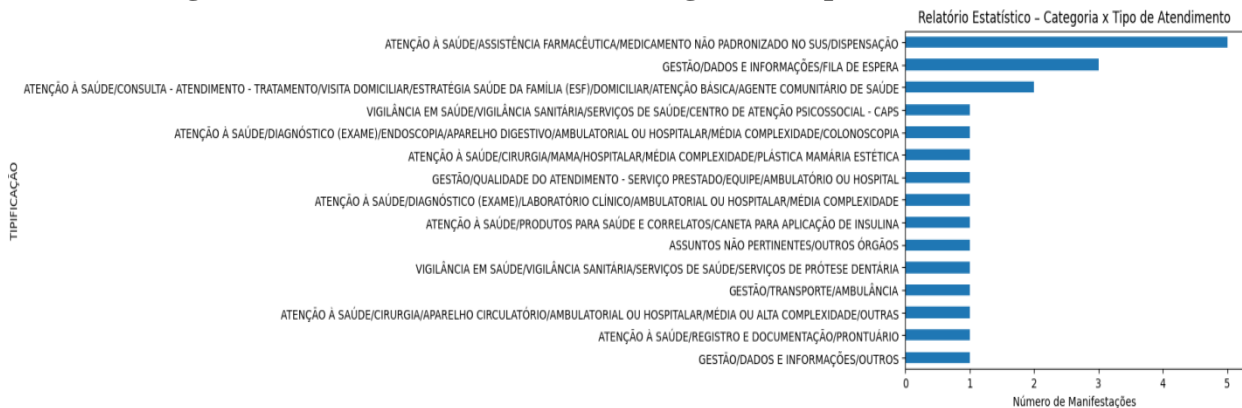 Relatório Estatístico – Categoria x Tipo de Atendimento
TIPIFICAÇÃO
ATENÇÃO À SAÚDE/ASSISTÊNCIA FARMACÊUTICA/MEDICAMENTO NÃO PADRONIZADO NO SUS/DISPENSAÇÃO
GESTÃO/DADOS E INFORMAÇÕES/FILA DE ESPERA
ATENÇÃO À SAÚDE/CONSULTA - ATENDIMENTO - TRATAMENTO/VISITA DOMICILIAR/ESTRATÉGIA SAÚDE DA FAMÍLIA (ESF)/DOMICILIAR/ATENÇÃO BÁSICA/AGENTE COMUNITÁRIO DE SAÚDE
VIGILÂNCIA EM SAÚDE/VIGILÂNCIA SANITÁRIA/SERVIÇOS DE SAÚDE/CENTRO DE ATENÇÃO PSICOSSOCIAL - CAPS
ATENÇÃO À SAÚDE/DIAGNÓSTICO (EXAME)/ENDOSCOPIA/APARELHO DIGESTIVO/AMBULATORIAL OU HOSPITALAR/MÉDIA COMPLEXIDADE/COLONOSCOPIA
ATENÇÃO À SAÚDE/CIRURGIA/MAMA/HOSPITALAR/MÉDIA COMPLEXIDADE/PLÁSTICA MAMÁRIA ESTÉTICA
GESTÃO/QUALIDADE DO ATENDIMENTO - SERVIÇO PRESTADO/EQUIPE/AMBULATÓRIO OU HOSPITAL
ATENÇÃO À SAÚDE/DIAGNÓSTICO (EXAME)/LABORATÓRIO CLÍNICO/AMBULATORIAL OU HOSPITALAR/MÉDIA COMPLEXIDADE
ATENÇÃO À SAÚDE/PRODUTOS PARA SAÚDE E CORRELATOS/CANETA PARA APLICAÇÃO DE INSULINA
ASSUNTOS NÃO PERTINENTES/OUTROS ÓRGÃOS
VIGILÂNCIA EM SAÚDE/VIGILÂNCIA SANITÁRIA/SERVIÇOS DE SAÚDE/SERVIÇOS DE PRÓTESE DENTÁRIA
GESTÃO/TRANSPORTE/AMBULÂNCIA
ATENÇÃO À SAÚDE/CIRURGIA/APARELHO CIRCULATÓRIO/AMBULATORIAL OU HOSPITALAR/MÉDIA OU ALTA COMPLEXIDADE/OUTRAS
ATENÇÃO À SAÚDE/REGISTRO E DOCUMENTAÇÃO/PRONTUÁRIO
GESTÃO/DADOS E INFORMAÇÕES/OUTROS
0 1 2 3 4 5
Número de Manifestações